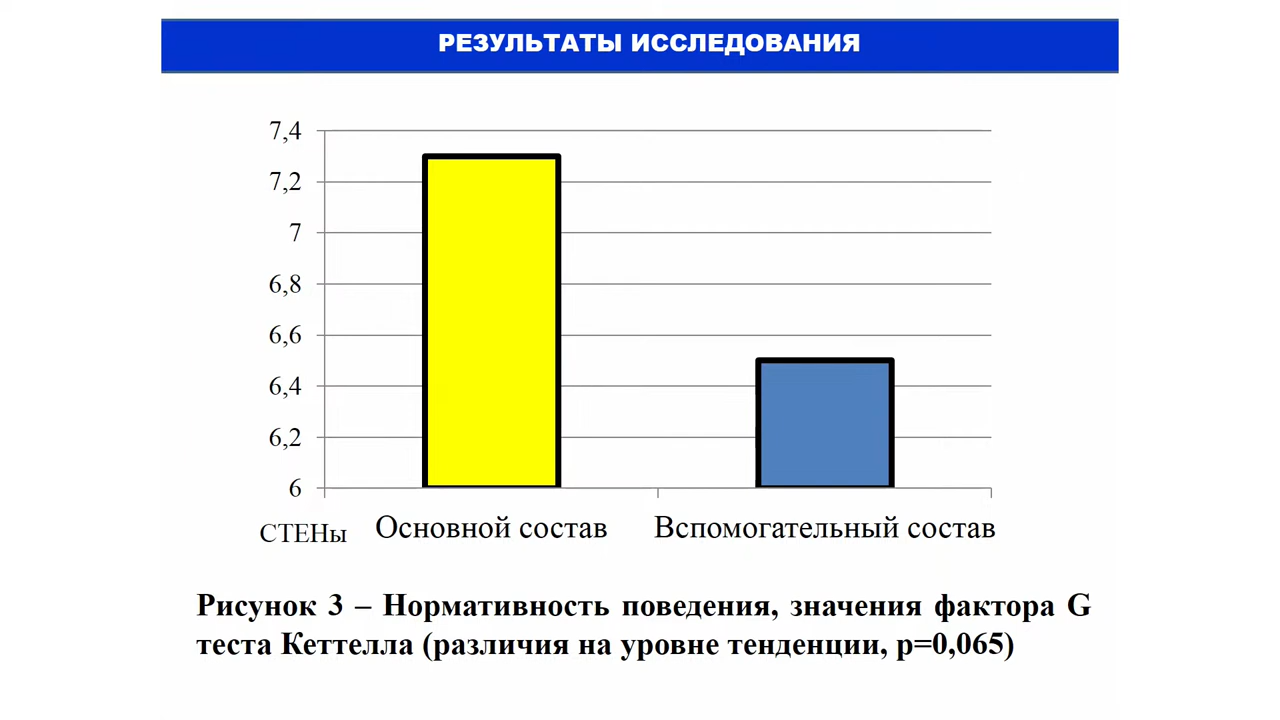 РЕЗУЛЬТАТЫ ИССЛЕДОВАНИЯ
7,4
7,2
7
6,8
6,6
6,4
6,2
6
СТЕНы Основной состав Вспомогательный состав
Рисунок 3 – Нормативность поведения, значения фактора G
теста Кеттелла (различия на уровне тенденции, p=0,065)